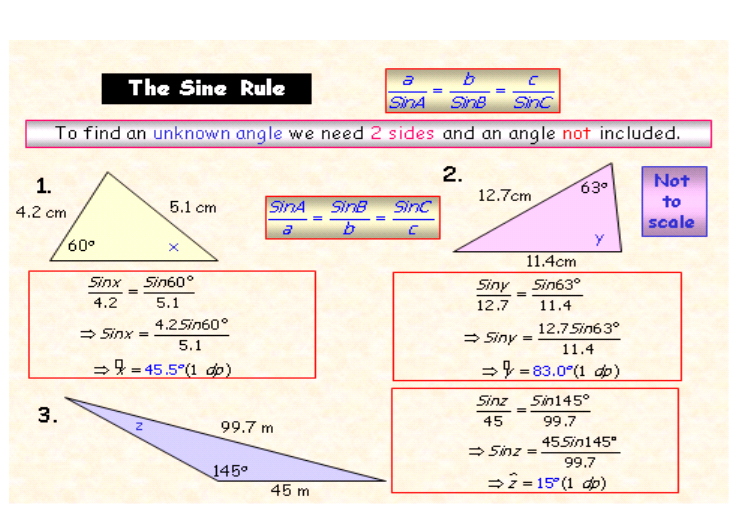 The Sine Rule
a/SinA = b/SinB = c/SinC
To find an unknown angle we need 2 sides and an angle not included.
1.
4.2 cm
5.1 cm
60°
x
SinA/a = SinB/b = SinC/c
2.
12.7cm
63°
y
11.4cm
Not
to
scale
Sinx/4.2 = Sin60°/5.1
⇒ Sinx = 4.2Sin60°/5.1
⇒ x = 45.5°(1 dp)
Siny/12.7 = Sin63°/11.4
⇒ Siny = 12.7Sin63°/11.4
⇒ y = 83.0°(1 dp)
3.
z
99.7 m
145°
45 m
Sinz/45 = Sin145°/99.7
⇒ Sinz = 45Sin145°/99.7
⇒ ẑ = 15°(1 dp)